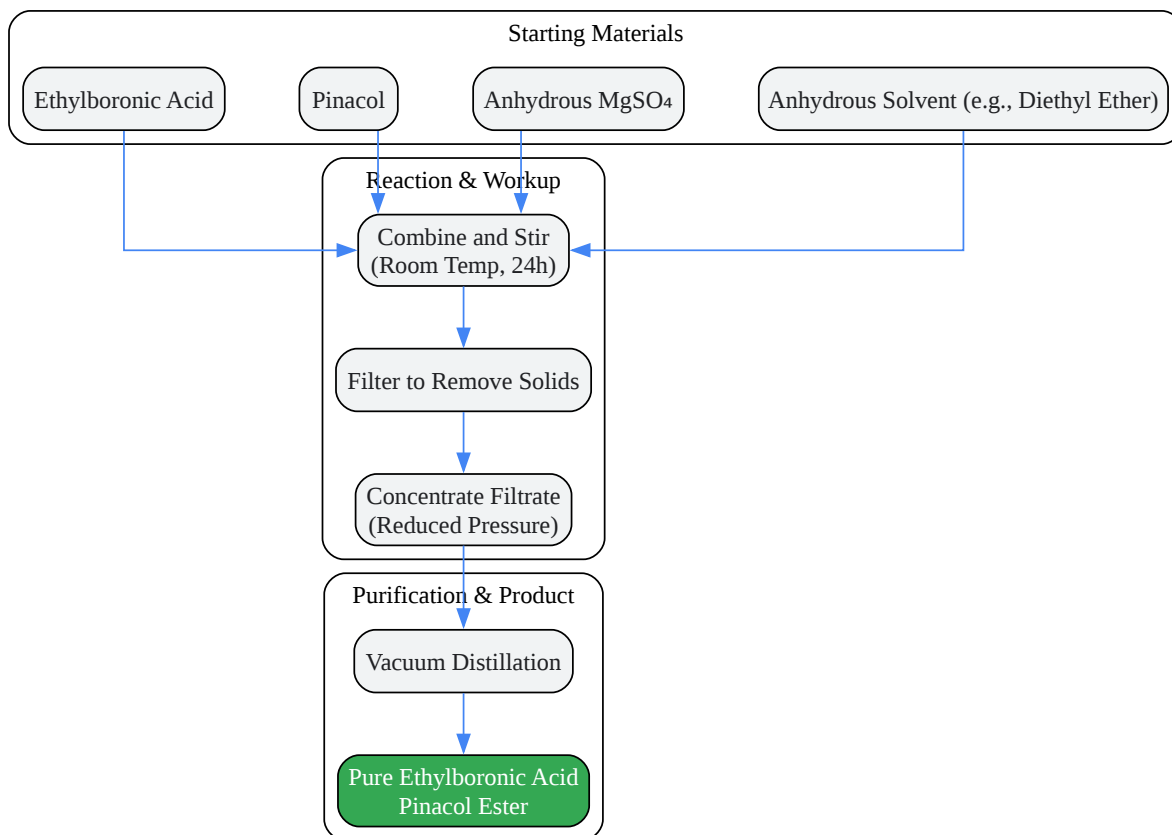 Starting Materials
Ethylboronic Acid
Pinacol
Anhydrous MgSO₄
Anhydrous Solvent (e.g., Diethyl Ether)
Reaction & Workup
Combine and Stir
(Room Temp, 24h)
Filter to Remove Solids
Concentrate Filtrate
(Reduced Pressure)
Purification & Product
Vacuum Distillation
Pure Ethylboronic Acid
Pinacol Ester